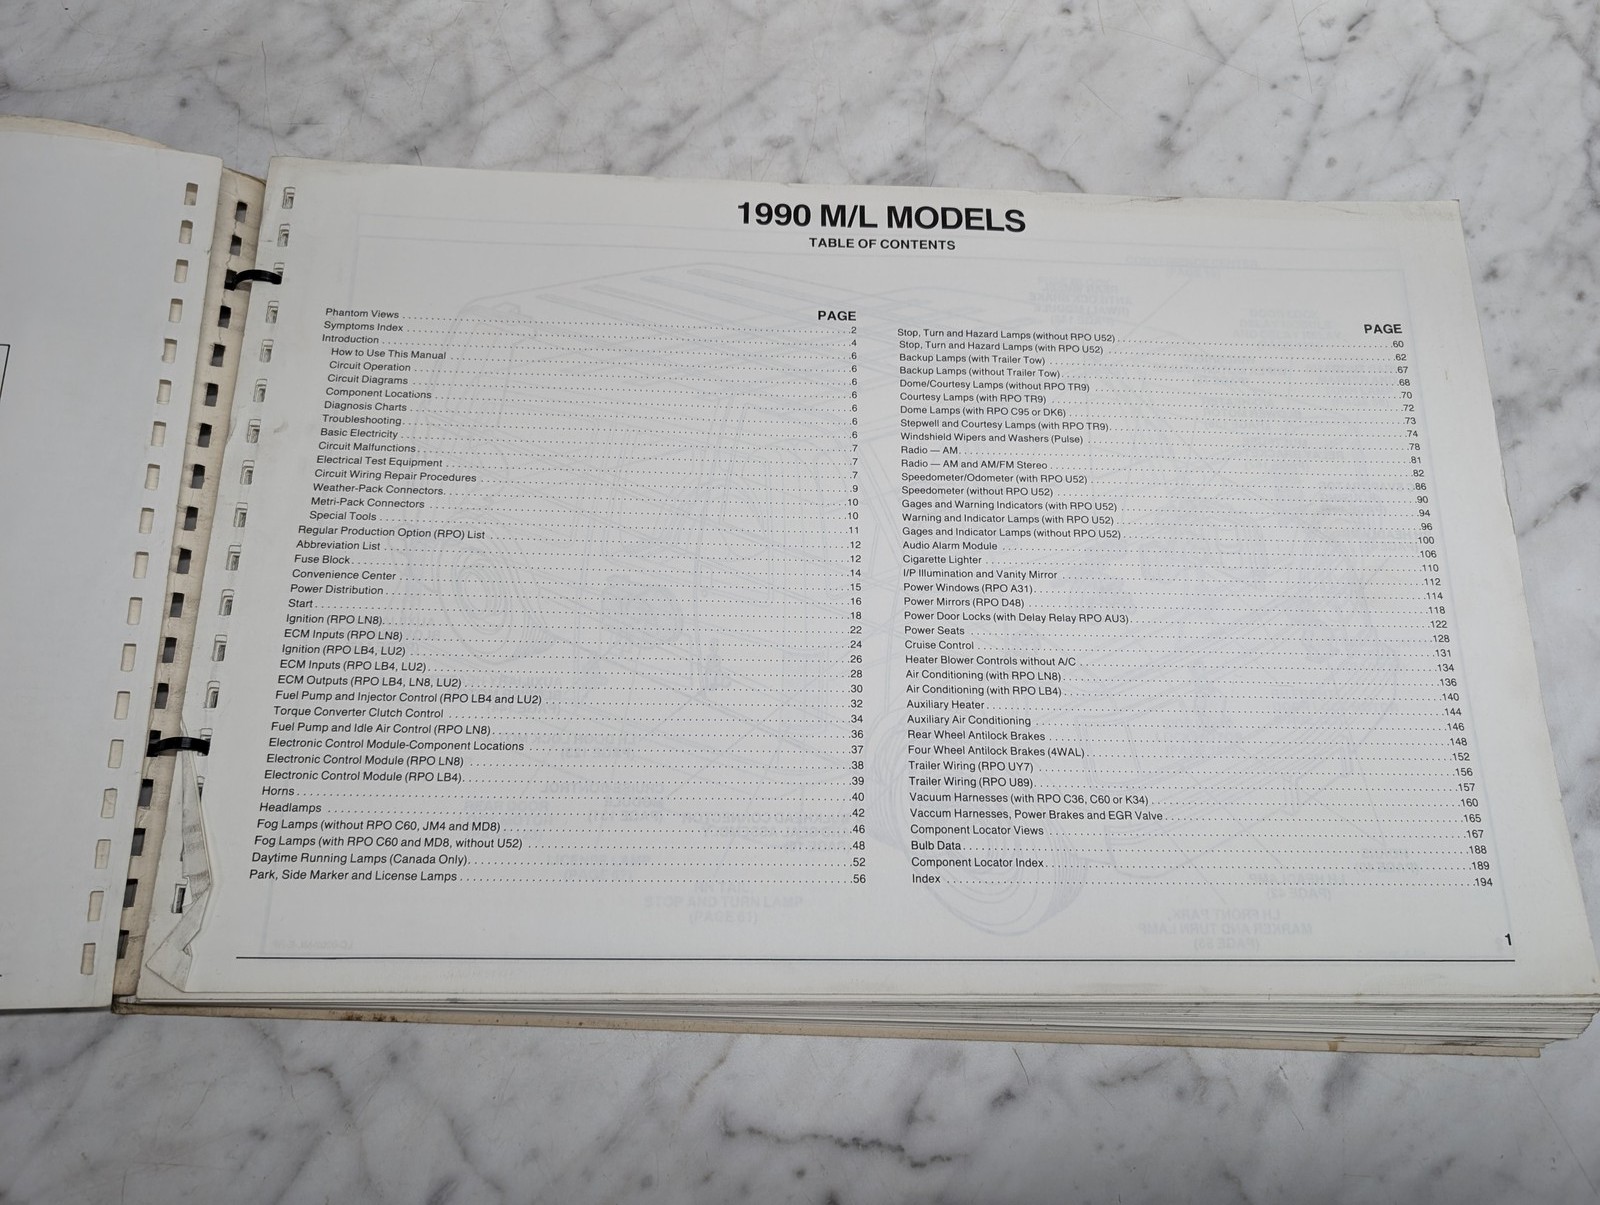 1990 M/L MODELS
TABLE OF CONTENTS
PAGE
Phantom Views . . . 2
Symptoms Index . . . 4
Introduction . . . 6
How to Use This Manual . . . 6
Circuit Operation . . . 6
Circuit Diagrams . . . 6
Component Locations . . . 6
Diagnosis Charts . . . 6
Troubleshooting . . . 6
Basic Electricity . . . 7
Circuit Malfunctions . . . 7
Electrical Test Equipment . . . 7
Circuit Wiring Repair Procedures . . . 9
Weather-Pack Connectors . . . 10
Metri-Pack Connectors . . . 10
Special Tools . . . 11
Regular Production Option (RPO) List . . . 12
Abbreviation List . . . 12
Fuse Block . . . 14
Convenience Center . . . 15
Power Distribution . . . 16
Start . . . 18
Ignition (RPO LN8) . . . 22
ECM Inputs (RPO LN8) . . . 24
Ignition (RPO LB4, LU2) . . . 26
ECM Inputs (RPO LB4, LU2) . . . 28
ECM Outputs (RPO LB4, LN8, LU2) . . . 30
Fuel Pump and Injector Control (RPO LB4 and LU2) . . . 32
Torque Converter Clutch Control . . . 34
Fuel Pump and Idle Air Control (RPO LN8) . . . 36
Electronic Control Module-Component Locations . . . 37
Electronic Control Module (RPO LN8) . . . 38
Electronic Control Module (RPO LB4) . . . 39
Horns . . . 40
Headlamps . . . 42
Fog Lamps (without RPO C60, JM4 and MD8) . . . 46
Fog Lamps (with RPO C60 and MD8, without U52) . . . 48
Daytime Running Lamps (Canada Only) . . . 52
Park, Side Marker and License Lamps . . . 56
PAGE
Stop, Turn and Hazard Lamps (without RPO U52) . . . 60
Stop, Turn and Hazard Lamps (with RPO U52) . . . 62
Backup Lamps (with Trailer Tow) . . . 67
Backup Lamps (without Trailer Tow) . . . 68
Dome/Courtesy Lamps (without RPO TR9) . . . 70
Courtesy Lamps (with RPO TR9) . . . 72
Dome Lamps (with RPO C95 or DK6) . . . 73
Stepwell and Courtesy Lamps (with RPO TR9) . . . 74
Windshield Wipers and Washers (Pulse) . . . 78
Radio — AM . . . 81
Radio — AM and AM/FM Stereo . . . 82
Speedometer/Odometer (with RPO U52) . . . 86
Speedometer (without RPO U52) . . . 90
Gages and Warning Indicators (with RPO U52) . . . 94
Warning and Indicator Lamps (with RPO U52) . . . 96
Gages and Indicator Lamps (without RPO U52) . . . 100
Audio Alarm Module . . . 106
Cigarette Lighter . . . 110
I/P Illumination and Vanity Mirror . . . 112
Power Windows (RPO A31) . . . 114
Power Mirrors (RPO D48) . . . 118
Power Door Locks (with Delay Relay RPO AU3) . . . 122
Power Seats . . . 128
Cruise Control . . . 131
Heater Blower Controls without A/C . . . 134
Air Conditioning (with RPO LN8) . . . 136
Air Conditioning (with RPO LB4) . . . 140
Auxiliary Heater . . . 144
Auxiliary Air Conditioning . . . 146
Rear Wheel Antilock Brakes . . . 148
Four Wheel Antilock Brakes (4WAL) . . . 152
Trailer Wiring (RPO UY7) . . . 156
Trailer Wiring (RPO U89) . . . 157
Vacuum Harnesses (with RPO C36, C60 or K34) . . . 160
Vaccum Harnesses, Power Brakes and EGR Valve . . . 165
Component Locator Views . . . 167
Bulb Data . . . 188
Component Locator Index . . . 189
Index . . . 194
1